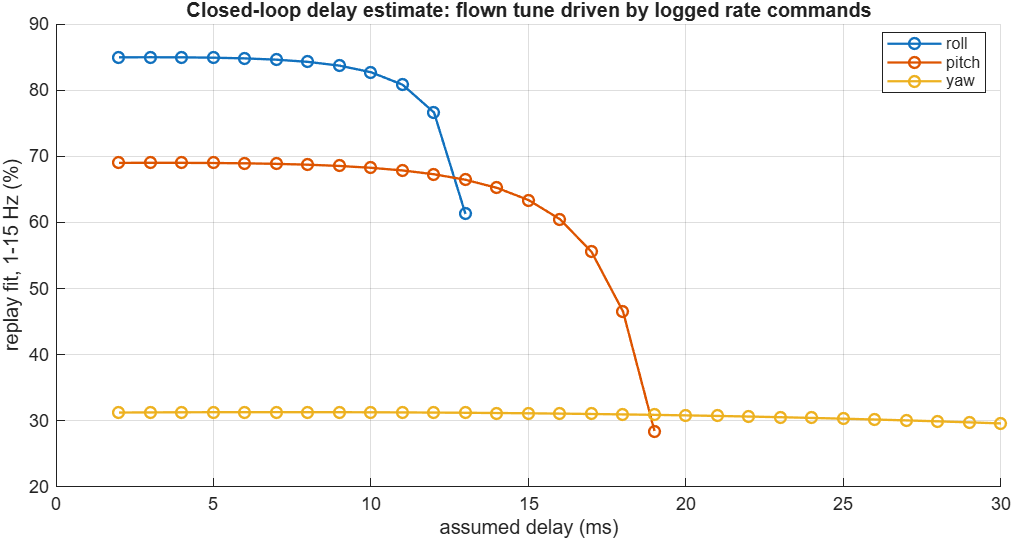 Closed-loop delay estimate: flown tune driven by logged rate commands
90
80
70
60
50
40
30
20
replay fit, 1-15 Hz (%)
roll
pitch
yaw
0
5
10
15
20
25
30
assumed delay (ms)